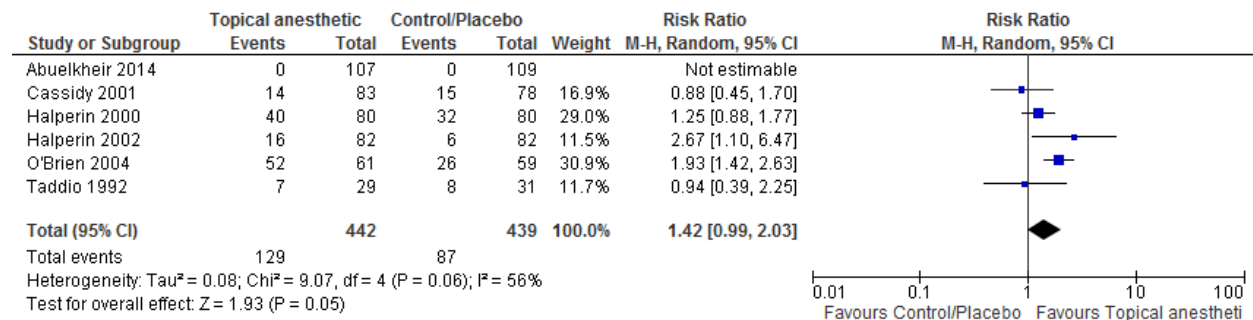 Topical anesthetic Control/Placebo Risk Ratio Risk Ratio
Study or Subgroup Events Total Events Total Weight M-H, Random, 95% CI M-H, Random, 95% CI
Abuelkheir 2014 0 107 0 109 Not estimable
Cassidy 2001 14 83 15 78 16.9% 0.88 [0.45, 1.70]
Halperin 2000 40 80 32 80 29.0% 1.25 [0.88, 1.77]
Halperin 2002 16 82 6 82 11.5% 2.67 [1.10, 6.47]
O'Brien 2004 52 61 26 59 30.9% 1.93 [1.42, 2.63]
Taddio 1992 7 29 8 31 11.7% 0.94 [0.39, 2.25]
Total (95% CI) 442 439 100.0% 1.42 [0.99, 2.03]
Total events 129 87
Heterogeneity: Tau² = 0.08; Chi² = 9.07, df = 4 (P = 0.06); I² = 56%
Test for overall effect: Z = 1.93 (P = 0.05)
0.01 0.1 1 10 100
Favours Control/Placebo Favours Topical anestheti